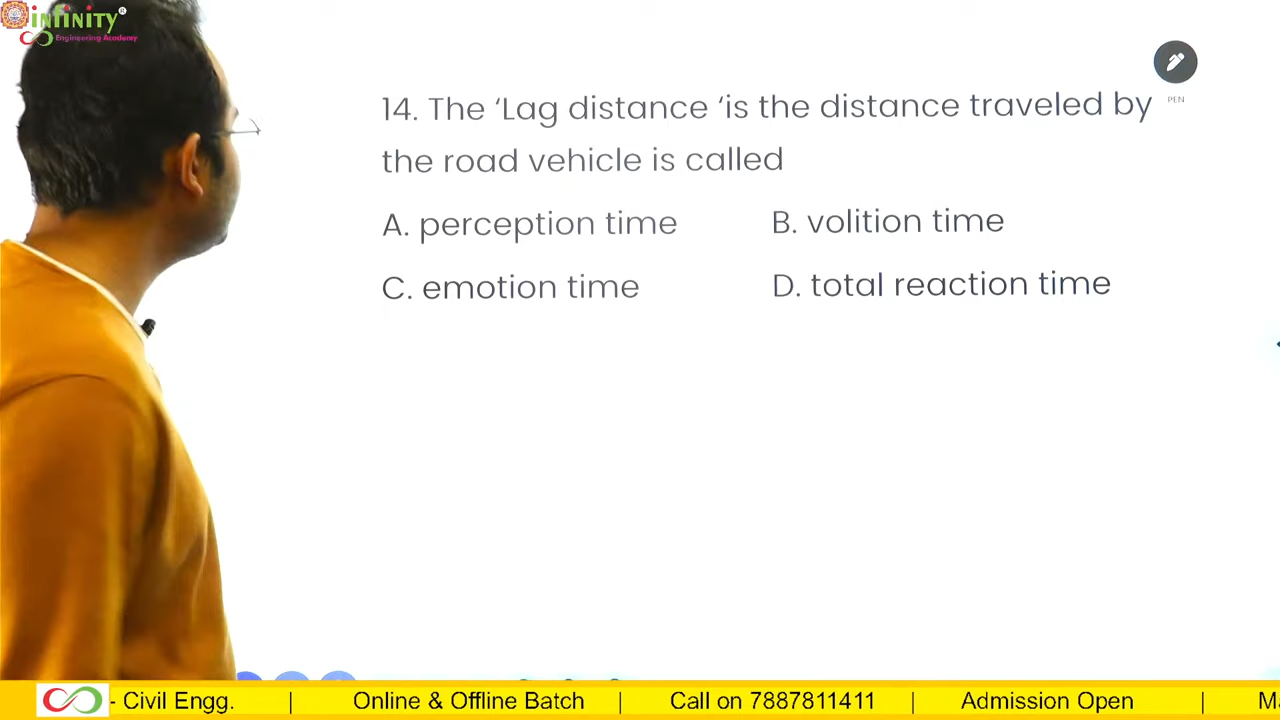 infinity®
Engineering Academy
PEN
14. The ‘Lag distance ‘is the distance traveled by
the road vehicle is called
A. perception time
B. volition time
C. emotion time
D. total reaction time
- Civil Engg. | Online & Offline Batch | Call on 7887811411 | Admission Open |